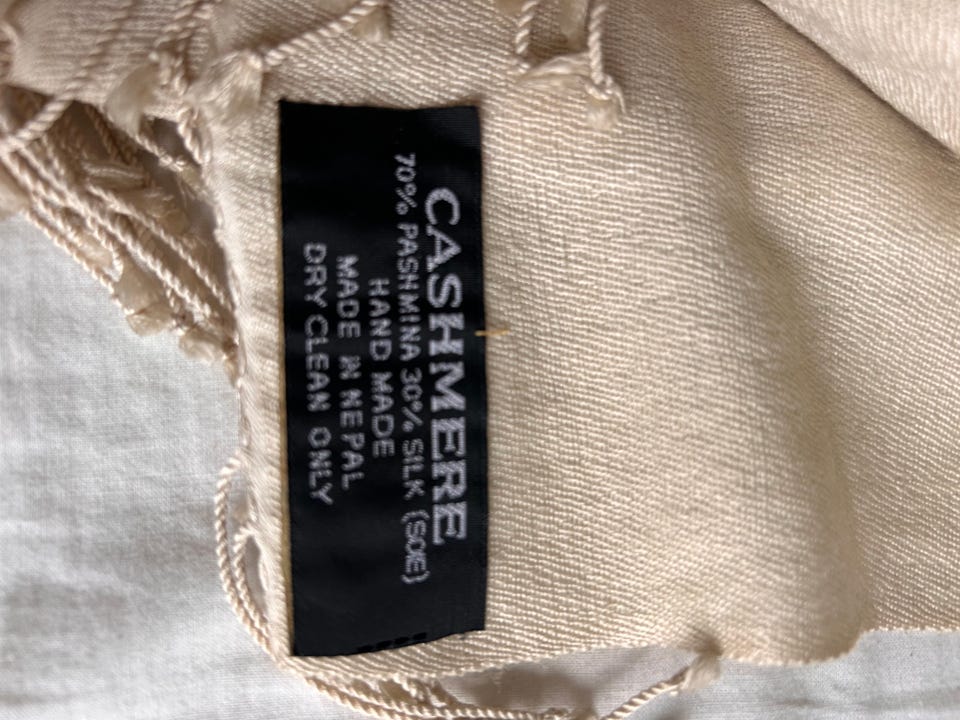 CASHMERE
70% PASHMINA 30% SILK (SOIE)
HAND MADE
MADE IN NEPAL
DRY CLEAN ONLY